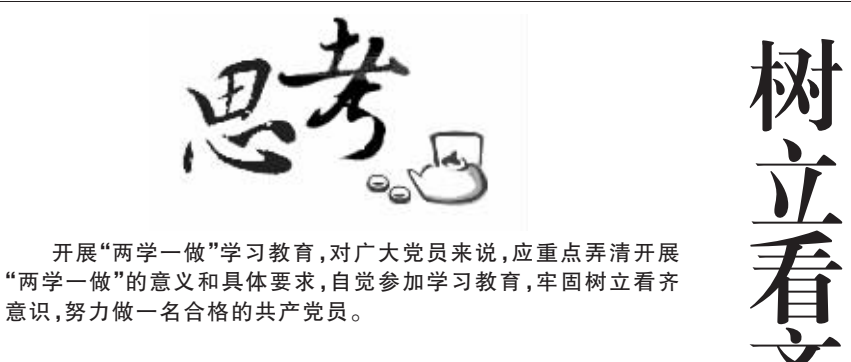 思考
开展“两学一做”学习教育，对广大党员来说，应重点弄清开展
“两学一做”的意义和具体要求，自觉参加学习教育，牢固树立看齐
意识，努力做一名合格的共产党员。
树立看